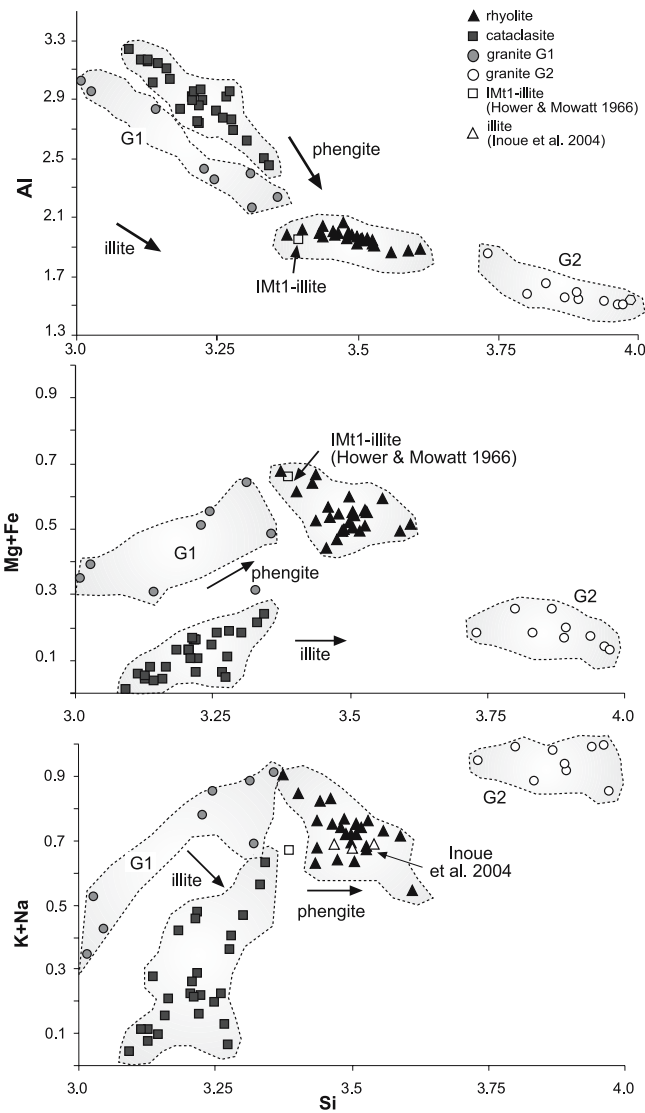 rhyolite
cataclasite
granite G1
granite G2
IMt1-illite
(Hower & Mowatt 1966)
illite
(Inoue et al. 2004)
3.3
2.9
2.5
2.1
1.7
1.3
Al
G1
phengite
illite
IMt1-illite
G2
3.0
3.25
3.5
3.75
4.0
0.9
0.7
0.5
0.3
0.1
Mg+Fe
IMt1-illite
(Hower & Mowatt 1966)
G1
phengite
illite
G2
3.0
3.25
3.5
3.75
4.0
0.9
0.7
0.5
0.3
0.1
K+Na
G1
illite
phengite
Inoue
et al. 2004
G2
3.0
3.25
3.5
3.75
4.0
Si